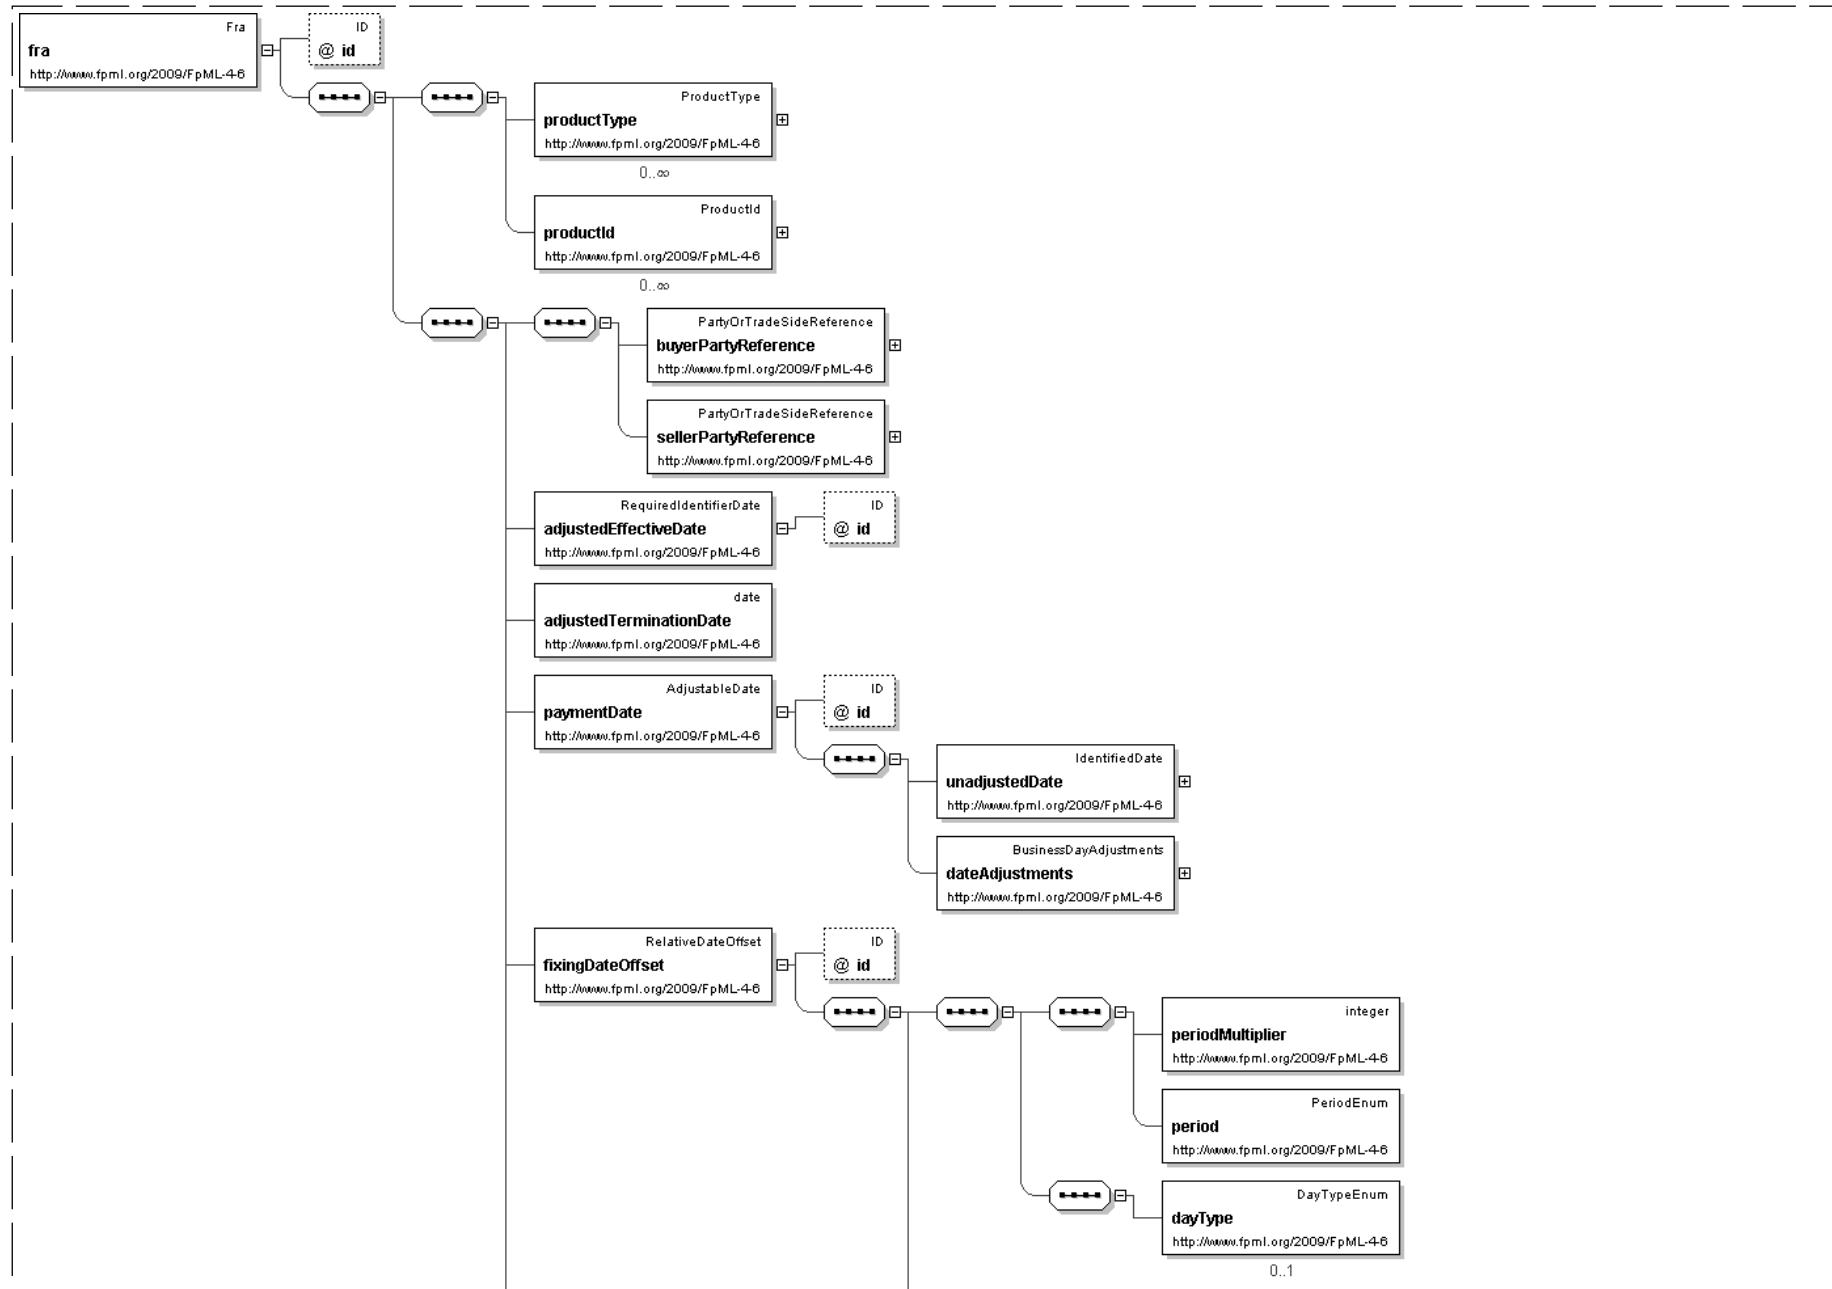 Fra
fra
http://www.fpml.org/2009/FpML-4-6
ID
@ id
ProductType
productType
http://www.fpml.org/2009/FpML-4-6
0..∞
ProductId
productId
http://www.fpml.org/2009/FpML-4-6
0..∞
PartyOrTradeSideReference
buyerPartyReference
http://www.fpml.org/2009/FpML-4-6
PartyOrTradeSideReference
sellerPartyReference
http://www.fpml.org/2009/FpML-4-6
RequiredIdentifierDate
adjustedEffectiveDate
http://www.fpml.org/2009/FpML-4-6
ID
@ id
date
adjustedTerminationDate
http://www.fpml.org/2009/FpML-4-6
AdjustableDate
paymentDate
http://www.fpml.org/2009/FpML-4-6
ID
@ id
IdentifiedDate
unadjustedDate
http://www.fpml.org/2009/FpML-4-6
BusinessDayAdjustments
dateAdjustments
http://www.fpml.org/2009/FpML-4-6
RelativeDateOffset
fixingDateOffset
http://www.fpml.org/2009/FpML-4-6
ID
@ id
integer
periodMultiplier
http://www.fpml.org/2009/FpML-4-6
PeriodEnum
period
http://www.fpml.org/2009/FpML-4-6
DayTypeEnum
dayType
http://www.fpml.org/2009/FpML-4-6
0..1